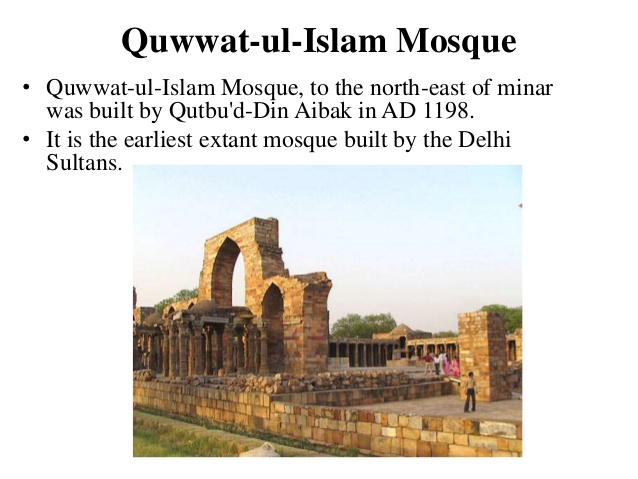 Quwwat-ul-Islam Mosque
• Quwwat-ul-Islam Mosque, to the north-east of minar
was built by Qutbu'd-Din Aibak in AD 1198.
• It is the earliest extant mosque built by the Delhi
Sultans.